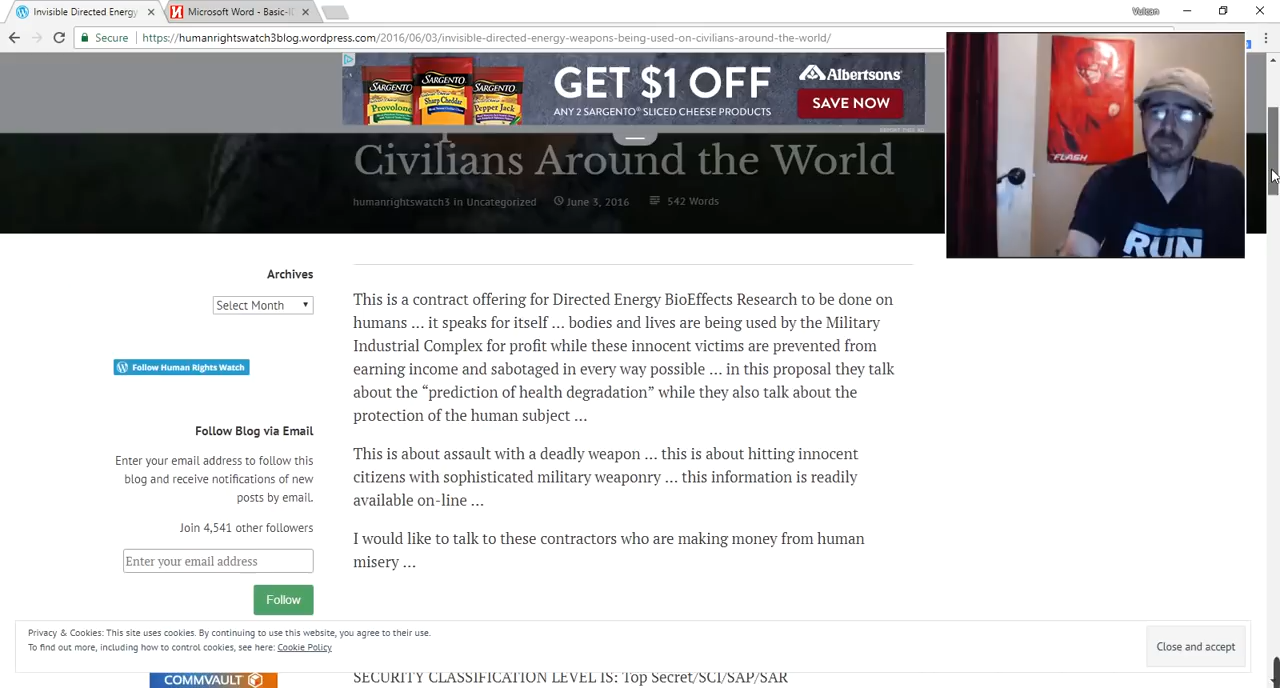 Invisible Directed Energy
Microsoft Word - Basic-I
Vulcan
Secure
https://humanrightswatch3blog.wordpress.com/2016/06/03/invisible-directed-energy-weapons-being-used-on-civilians-around-the-world/
SARGENTO
Provolone
SARGENTO
Sharp Cheddar
SARGENTO
Pepper Jack
GET $1 OFF
ANY 2 SARGENTO SLICED CHEESE PRODUCTS
Albertsons
SAVE NOW
REPORT THIS AD
Civilians Around the World
humanrightswatch3 in Uncategorized June 3, 2016 542 Words
FLASH
RUN
Archives
Select Month
Follow Human Rights Watch
Follow Blog via Email
Enter your email address to follow this
blog and receive notifications of new
posts by email.
Join 4,541 other followers
Enter your email address
Follow
This is a contract offering for Directed Energy BioEffects Research to be done on
humans … it speaks for itself … bodies and lives are being used by the Military
Industrial Complex for profit while these innocent victims are prevented from
earning income and sabotaged in every way possible … in this proposal they talk
about the “prediction of health degradation” while they also talk about the
protection of the human subject …
This is about assault with a deadly weapon … this is about hitting innocent
citizens with sophisticated military weaponry … this information is readily
available on-line …
I would like to talk to these contractors who are making money from human
misery …
Privacy & Cookies: This site uses cookies. By continuing to use this website, you agree to their use.
To find out more, including how to control cookies, see here: Cookie Policy
Close and accept
COMMVAULT
SECURITY CLASSIFICATION LEVEL IS: Top Secret/SCI/SAP/SAR